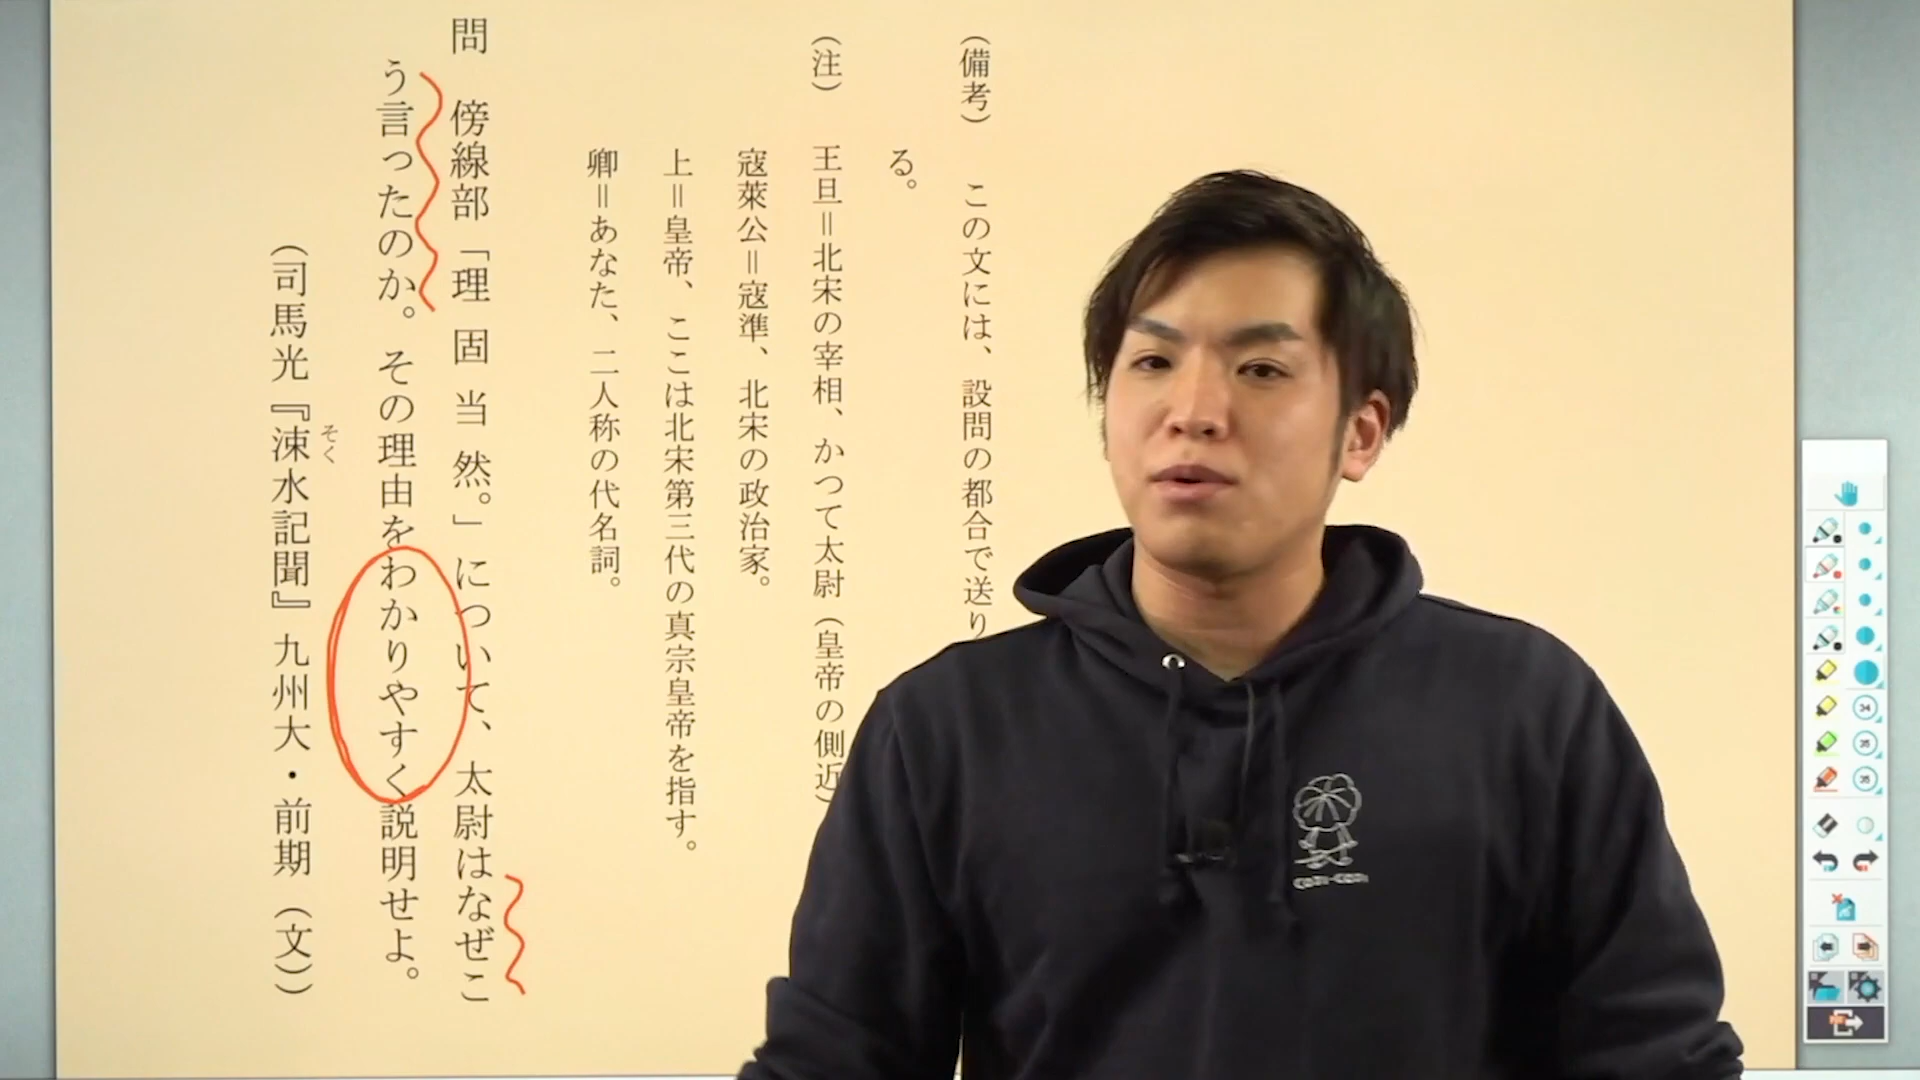 (備考) この文には、設問の都合で送り
る。
(注) 王旦=北宋の宰相、かつて太尉(皇帝の側近)
寇萊公=寇準、北宋の政治家。
上=皇帝、ここは北宋第三代の真宗皇帝を指す。
卿=あなた、二人称の代名詞。
問 傍線部「理固当然。」について、太尉はなぜこ
う言ったのか。その理由をわかりやすく説明せよ。
(司馬光『涑水記聞』九州大・前期(文))
そく
34
35
35